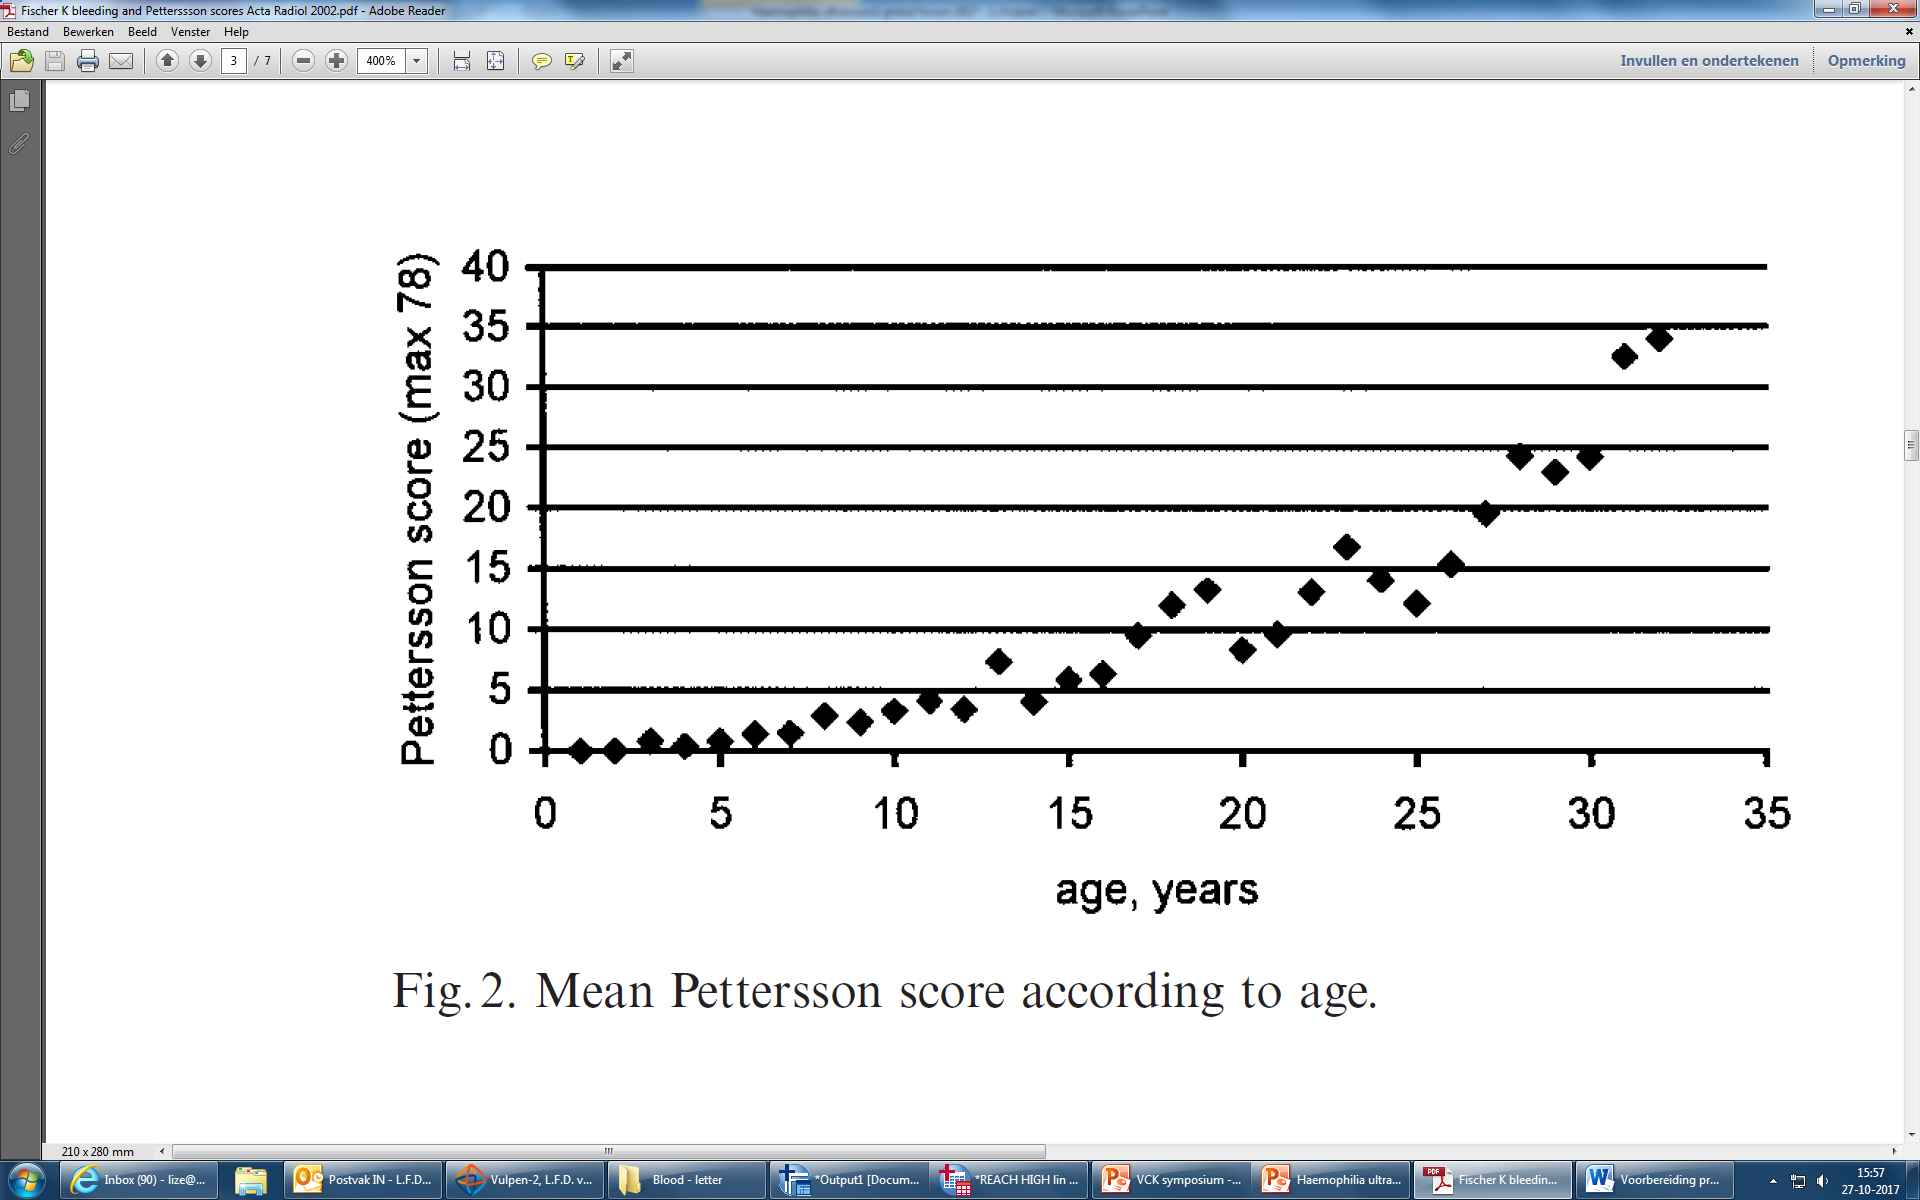 Fischer K bleeding and Petterssson scores Acta Radiol 2002.pdf - Adobe Reader
Bestand Bewerken Beeld Venster Help
3 / 7 400% Invullen en ondertekenen Opmerking
Pettersson score (max 78)
40
35
30
25
20
15
10
5
0
0 5 10 15 20 25 30 35
age, years
Fig. 2. Mean Pettersson score according to age.
210 x 280 mm
Inbox (90) - lize@... Postvak IN - L.F.D... Vulpen-2, L.F.D. v... Blood - letter *Output1 [Docum... *REACH HIGH lin ... VCK symposium -... Haemophilia ultra... Fischer K bleedin... Voorbereiding pr...
15:57
27-10-2017